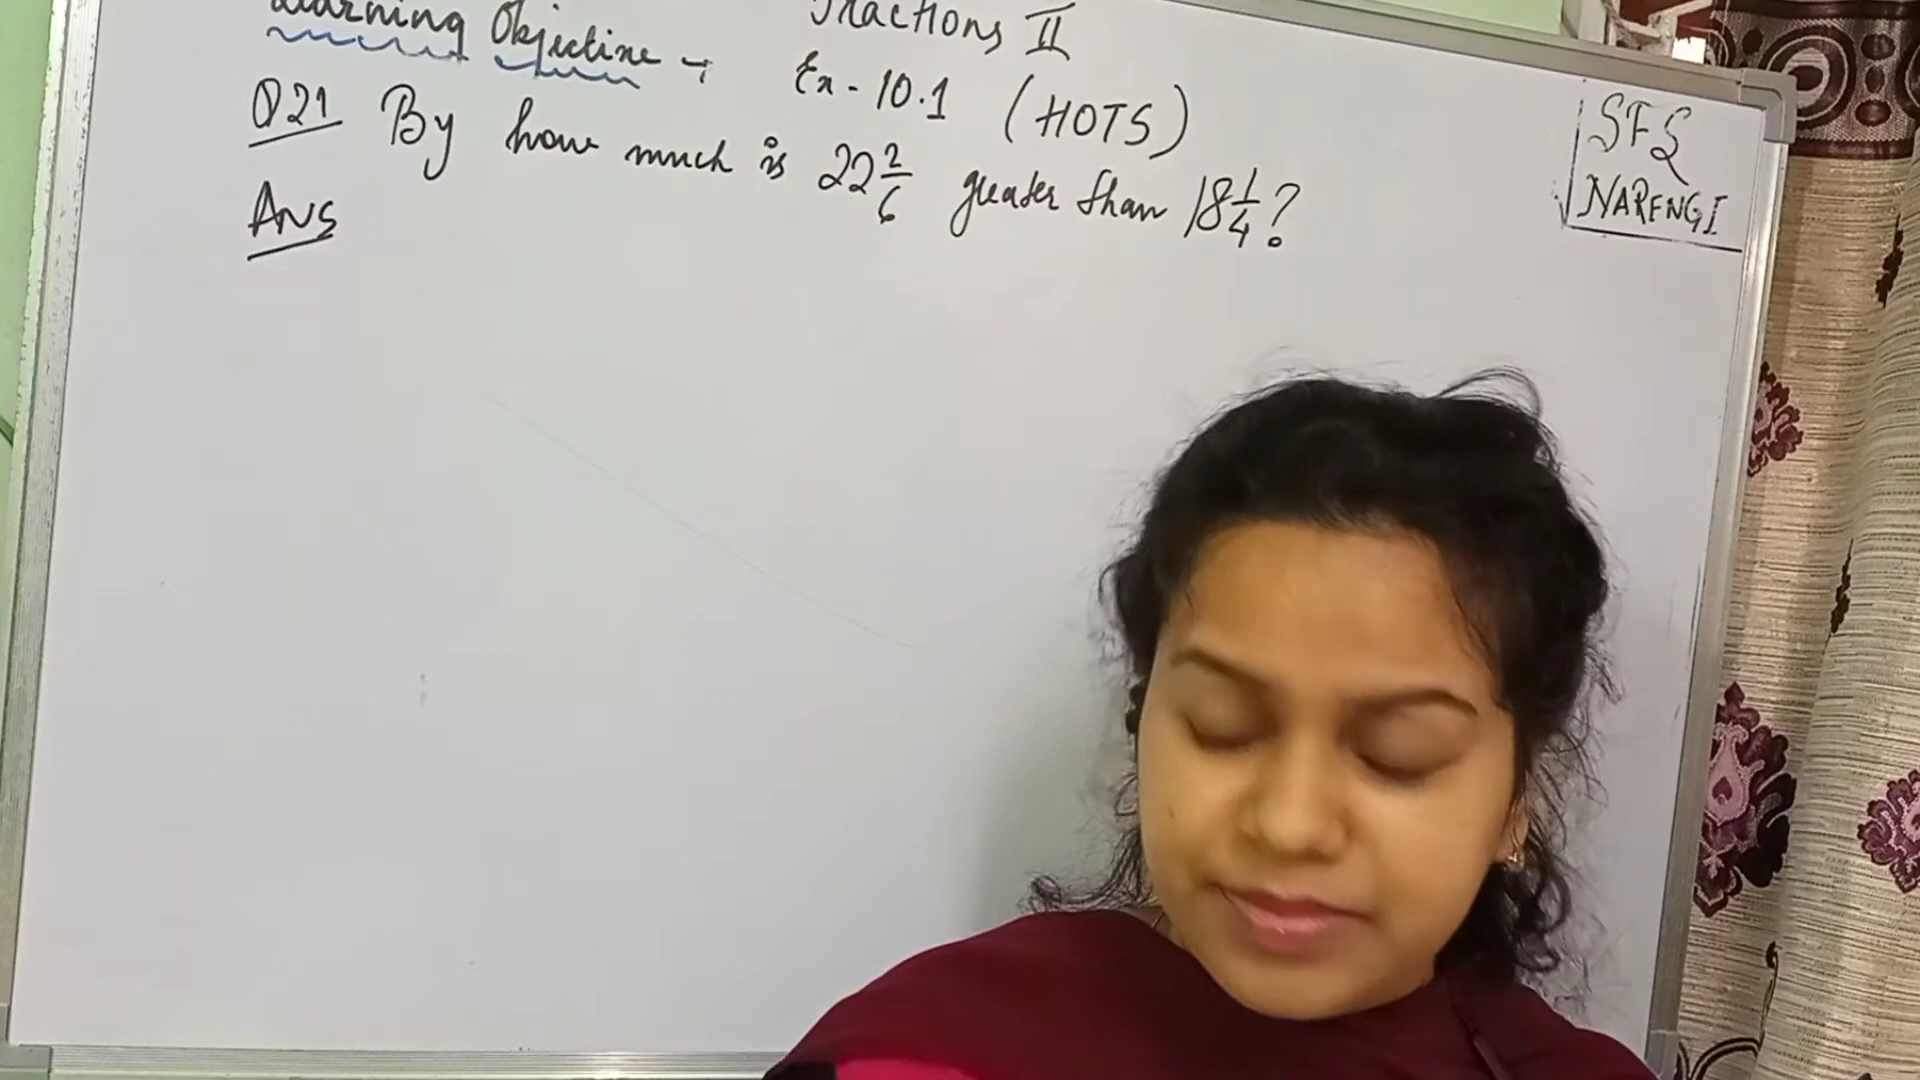 Learning Objective - Fractions II
Ex - 10.1 (HOTS)
Q21 By how much is 22 2/6 greater than 18 1/4?
Ans
SFS
NARENGI